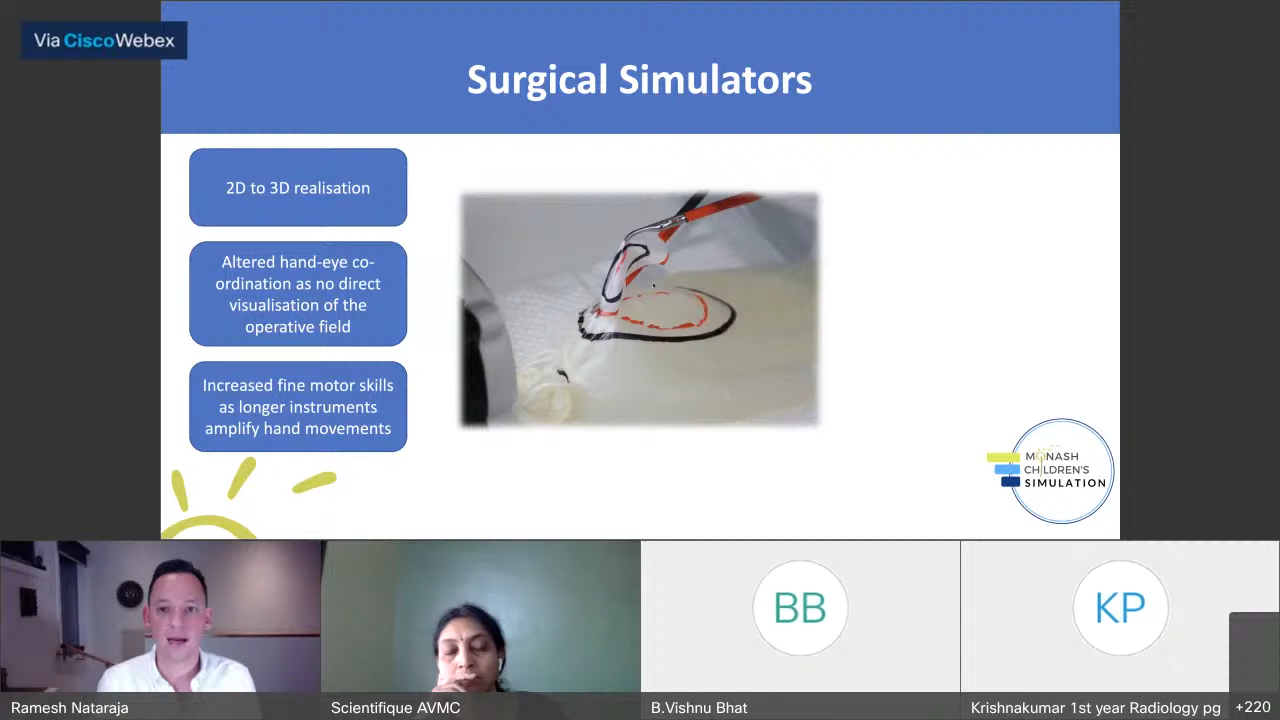 Via CiscoWebex
Surgical Simulators
2D to 3D realisation
Altered hand-eye co-
ordination as no direct
visualisation of the
operative field
Increased fine motor skills
as longer instruments
amplify hand movements
MONASH
CHILDREN'S
SIMULATION
BB
KP
Ramesh Nataraja
Scientifique AVMC
B.Vishnu Bhat
Krishnakumar 1st year Radiology pg
+220